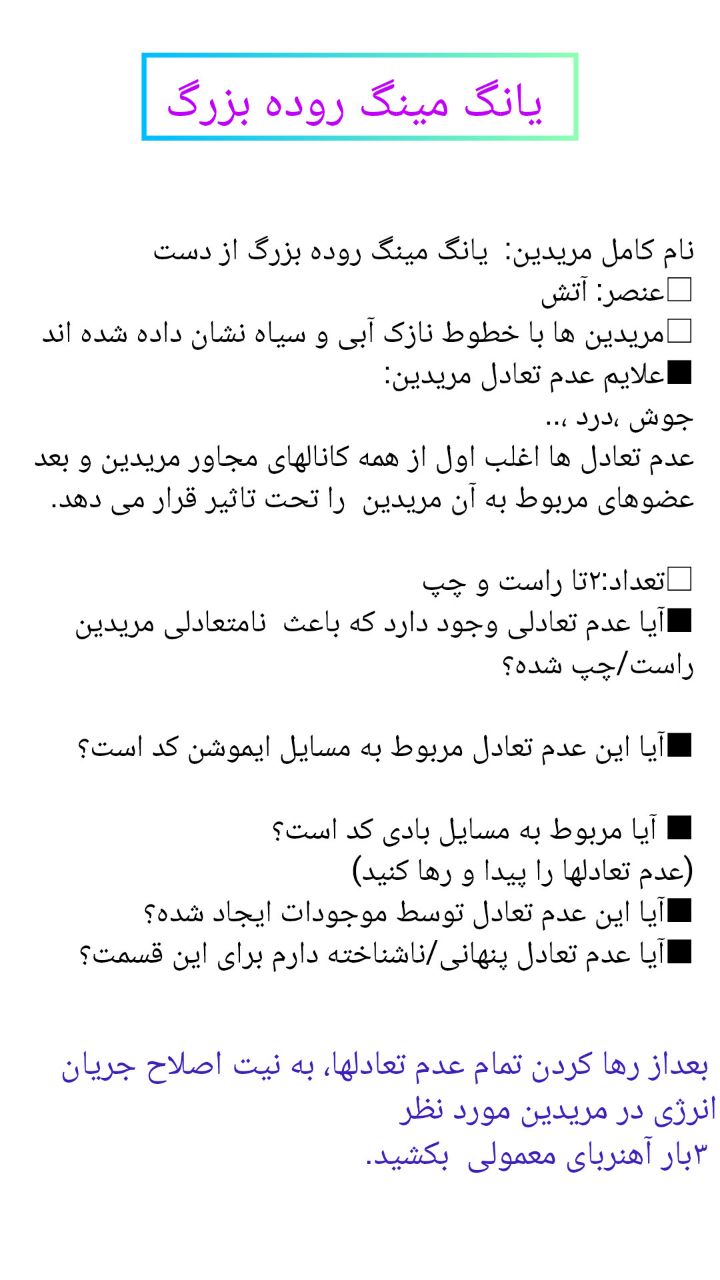 یانگ مینگ روده بزرگ
نام کامل مریدین:  یانگ مینگ روده بزرگ از دست
□عنصر: آتش
□مریدین ها با خطوط نازک آبی و سیاه نشان داده شده اند
■علایم عدم تعادل مریدین:
جوش ،درد ،..
عدم تعادل ها اغلب اول از همه کانالهای مجاور مریدین و بعد
عضوهای مربوط به آن مریدین  را تحت تاثیر قرار می دهد.
□تعداد:۲تا راست و چپ
■آیا عدم تعادلی وجود دارد که باعث  نامتعادلی مریدین
راست/چپ شده؟
■آیا این عدم تعادل مربوط به مسایل ایموشن کد است؟
■ آیا مربوط به مسایل بادی کد است؟
(عدم تعادلها را پیدا و رها کنید)
■آیا این عدم تعادل توسط موجودات ایجاد شده؟
■آیا عدم تعادل پنهانی/ناشناخته دارم برای این قسمت؟
بعداز رها کردن تمام عدم تعادلها، به نیت اصلاح جریان
انرژی در مریدین مورد نظر
۳بار آهنربای معمولی  بکشید.